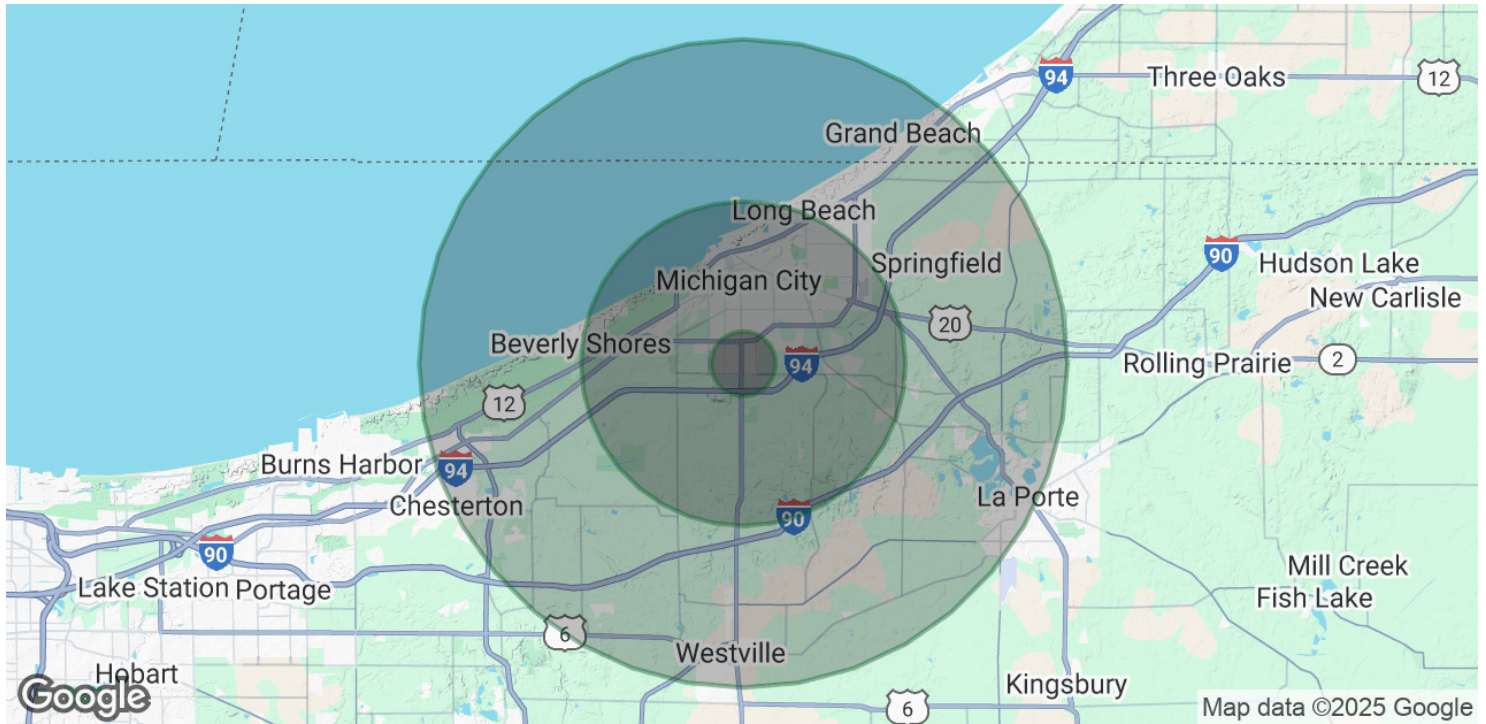 94
Three Oaks
12
Grand Beach
Long Beach
90
Springfield
Hudson Lake
Michigan City
New Carlisle
20
Beverly Shores
94
Rolling Prairie
2
12
Burns Harbor
94
La Porte
Chesterton
90
90
Lake Station
Portage
Mill Creek
Fish Lake
6
Westville
Hobart
Kingsbury
Google
6
Map data ©2025 Google